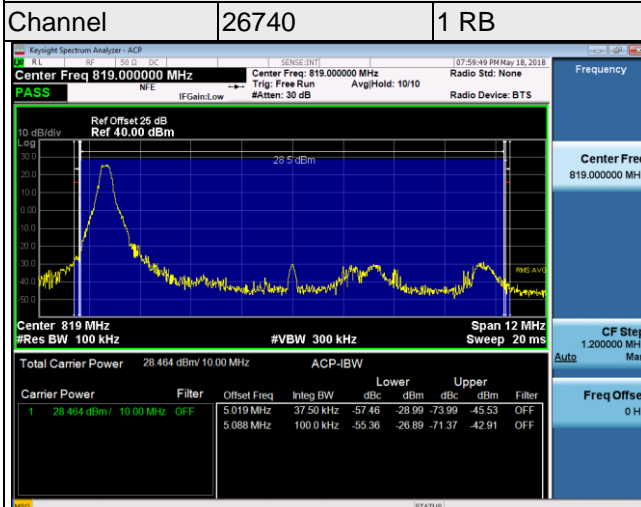 Channel 26740 1 RB
Keysight Spectrum Analyzer - ACP
RL RF 50 Ω DC SENSE:INT 07:59:49 PM May 18, 2018
Center Freq 819.000000 MHz Center Freq: 819.000000 MHz Radio Std: None Frequency
PASS NFE Trig: Free Run Avg|Hold: 10/10
IFGain:Low #Atten: 30 dB Radio Device: BTS
Ref Offset 25 dB
10 dB/div Ref 40.00 dBm
Log
30.0 28.5 dBm
20.0
10.0
0.00
-10.0
-20.0
-30.0 RMS AVG
-40.0
-50.0
Center Fre
819.000000 MH
Center 819 MHz Span 12 MHz
#Res BW 100 kHz #VBW 300 kHz Sweep 20 ms
CF Step
1.200000 MH
Auto Ma
Total Carrier Power 28.464 dBm/ 10.00 MHz ACP-IBW
Lower Upper
Carrier Power Filter Offset Freq Integ BW dBc dBm dBc dBm Filter
1 28.464 dBm / 10.00 MHz OFF 5.019 MHz 37.50 kHz -57.46 -28.99 -73.99 -45.53 OFF
5.088 MHz 100.0 kHz -55.36 -26.89 -71.37 -42.91 OFF
Freq Offse
0 H
MSG STATUS